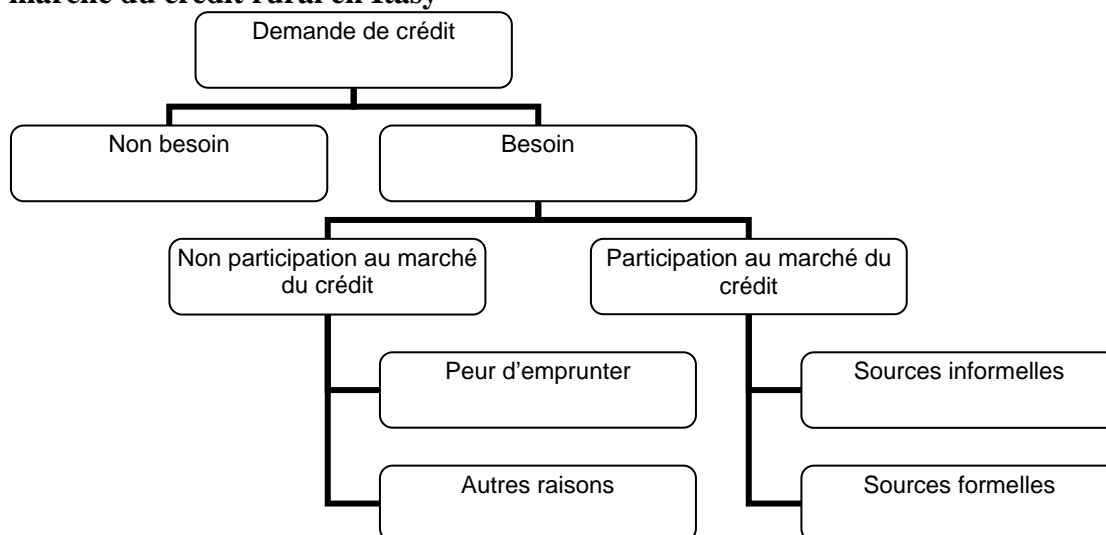 marché du crédit rural en Itasy
Demande de crédit
Non besoin
Besoin
Non participation au marché
du crédit
Participation au marché du
crédit
Peur d’emprunter
Sources informelles
Autres raisons
Sources formelles